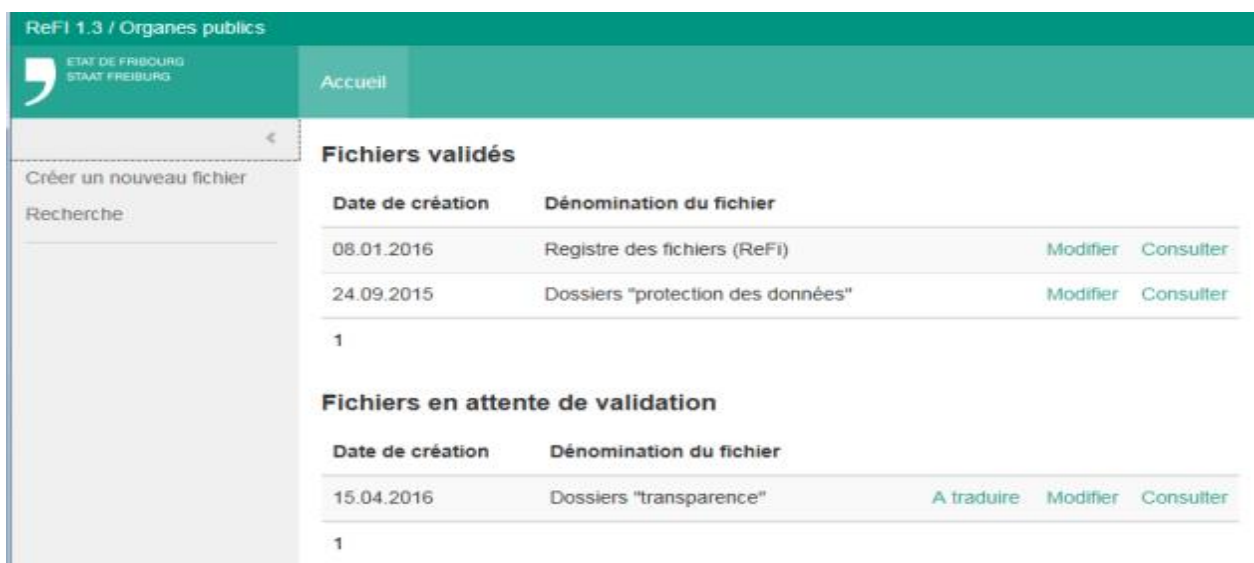 ReFI 1.3 / Organes publics
ETAT DE FRIBOURG
STAAT FREIBURG
Accueil
<
Créer un nouveau fichier
Recherche
Fichiers validés
Date de création Dénomination du fichier
08.01.2016 Registre des fichiers (ReFi) Modifier Consulter
24.09.2015 Dossiers "protection des données" Modifier Consulter
1
Fichiers en attente de validation
Date de création Dénomination du fichier
15.04.2016 Dossiers "transparence" A traduire Modifier Consulter
1